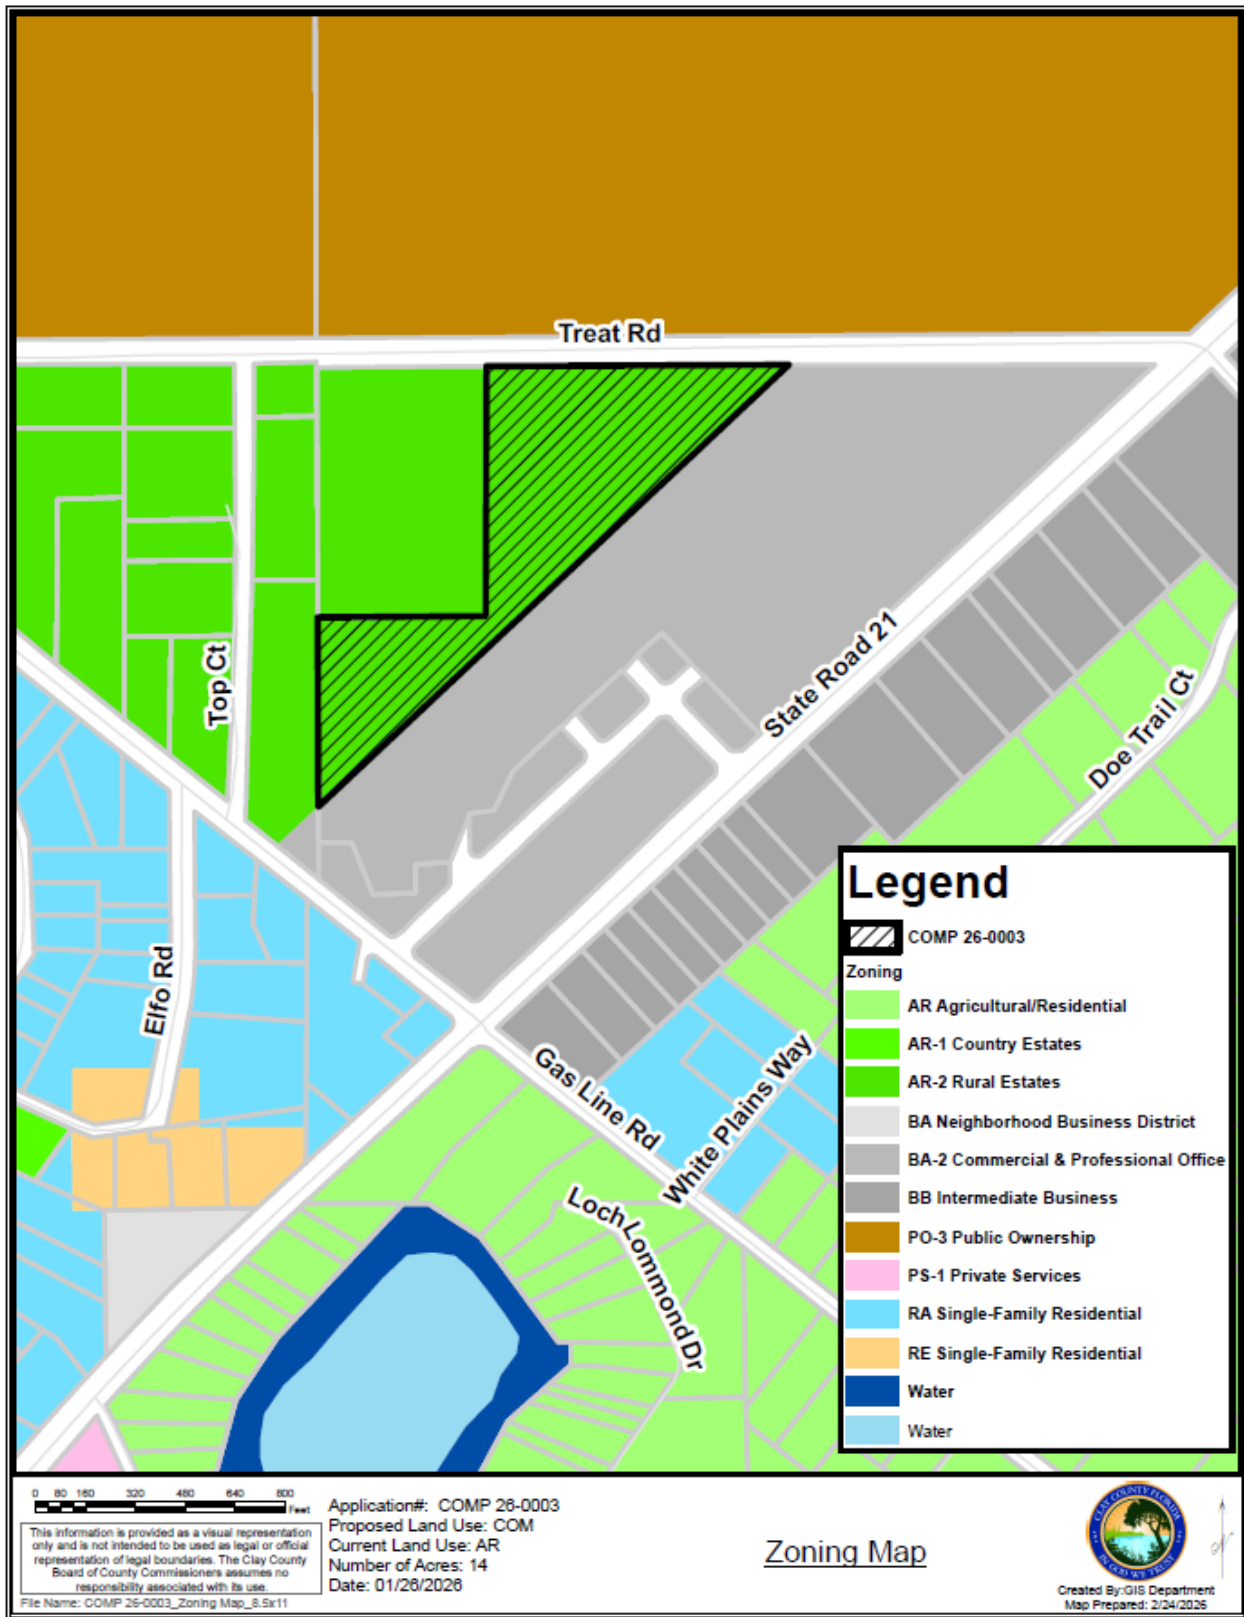 Treat Rd
State Road 21
Top Ct
Doe Trail Ct
Elfo Rd
Gas Line Rd
White Plains Way
Loch Lommond Dr
Legend
COMP 26-0003
Zoning
AR Agricultural/Residential
AR-1 Country Estates
AR-2 Rural Estates
BA Neighborhood Business District
BA-2 Commercial & Professional Office
BB Intermediate Business
PO-3 Public Ownership
PS-1 Private Services
RA Single-Family Residential
RE Single-Family Residential
Water
Water
0 80 160 320 480 640 800
Feet
This information is provided as a visual representation
only and is not intended to be used as legal or official
representation of legal boundaries. The Clay County
Board of County Commissioners assumes no
responsibility associated with its use.
File Name: COMP 26-0003_Zoning Map_8.5x11
Application#: COMP 26-0003
Proposed Land Use: COM
Current Land Use: AR
Number of Acres: 14
Date: 01/26/2026
Zoning Map
CLAY COUNTY FLORIDA
IN GOD WE TRUST
N
Created By:GIS Department
Map Prepared: 2/24/2026